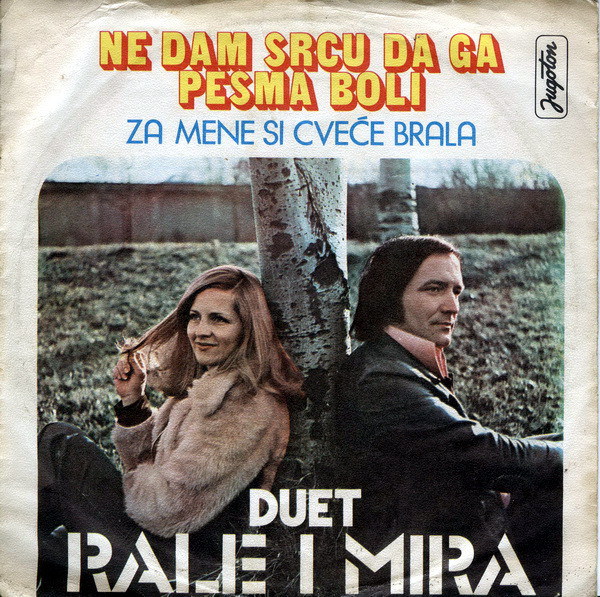 NE DAM SRCU DA GA
PESMA BOLI
ZA MENE SI CVEĆE BRALA
Jugoton
DUET
RALE I MIRA